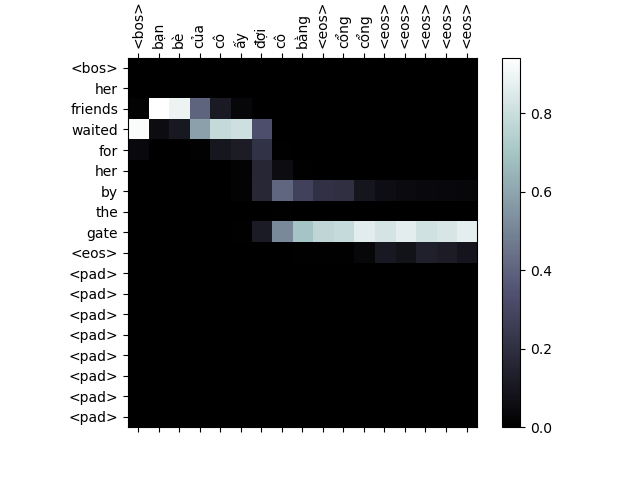 <bos> bạn bè của cô ấy đợi cô bằng <eos> cổng cổng <eos> <eos> <eos> <eos> <eos>
<bos>
her
friends
waited
for
her
by
the
gate
<eos>
<pad>
<pad>
<pad>
<pad>
<pad>
<pad>
<pad>
<pad>
0.8
0.6
0.4
0.2
0.0